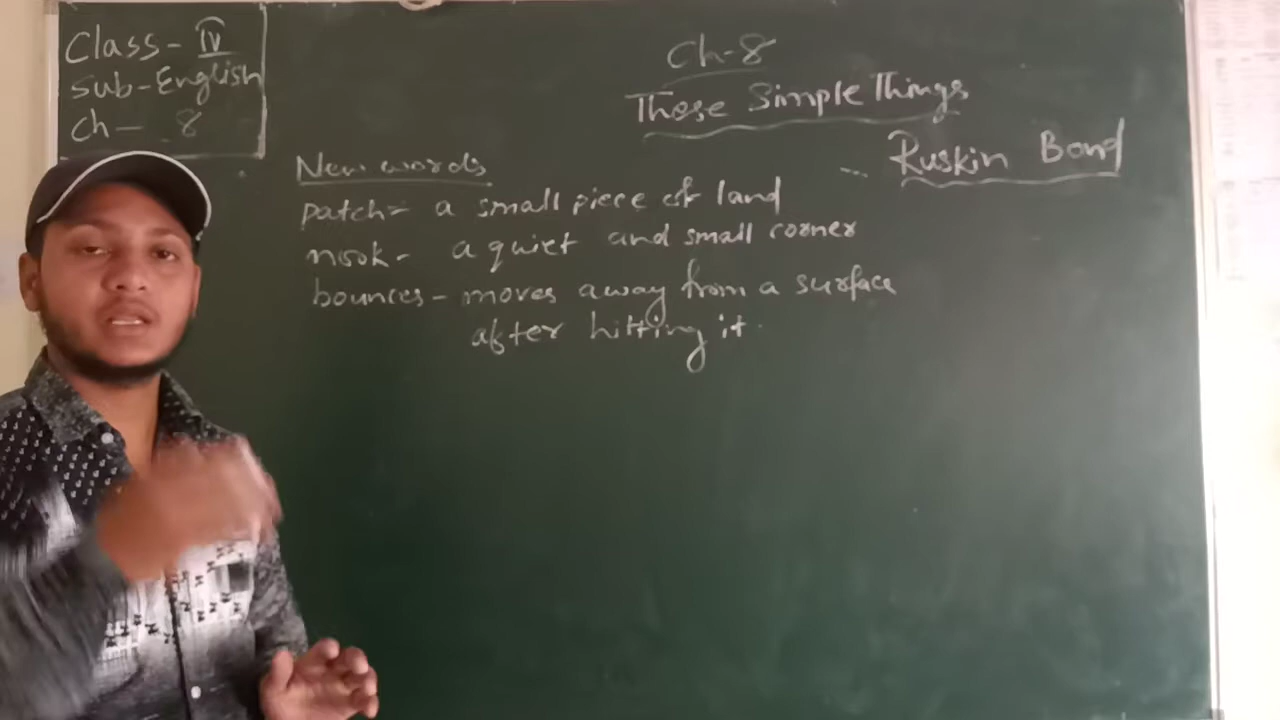 Class- IV
Sub-English
Ch- 8
Ch-8
These Simple Things
... Ruskin Bond
New words
patch= a small piece of land
nook- a quiet and small corner
bounces- moves away from a surface
after hitting it.